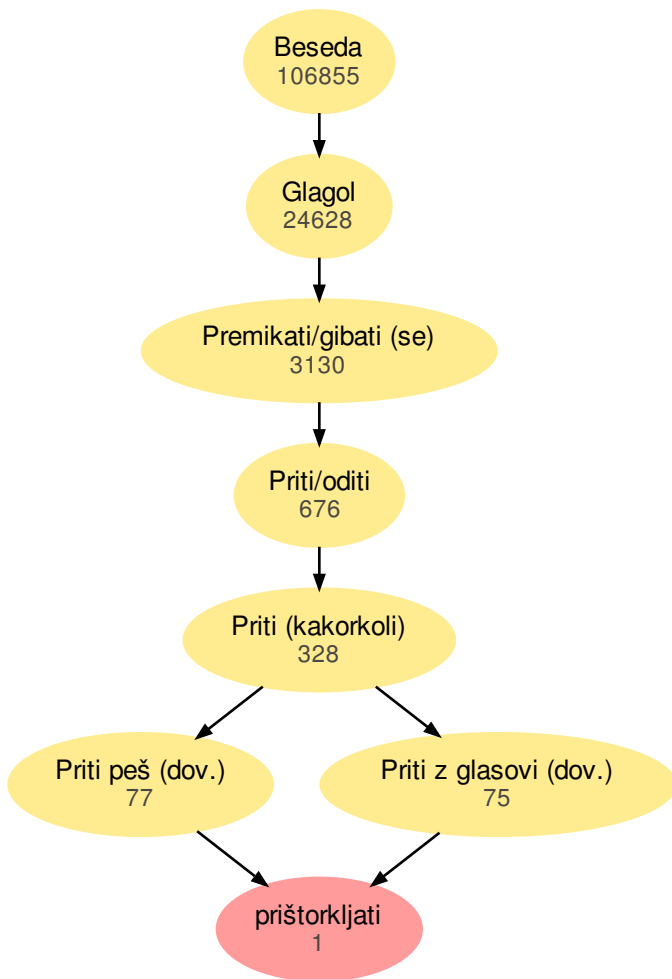 Beseda
106855
Glagol
24628
Premikati/gibati (se)
3130
Priti/oditi
676
Priti (kakorkoli)
328
Priti peš (dov.)
77
Priti z glasovi (dov.)
75
prištorkljati
1